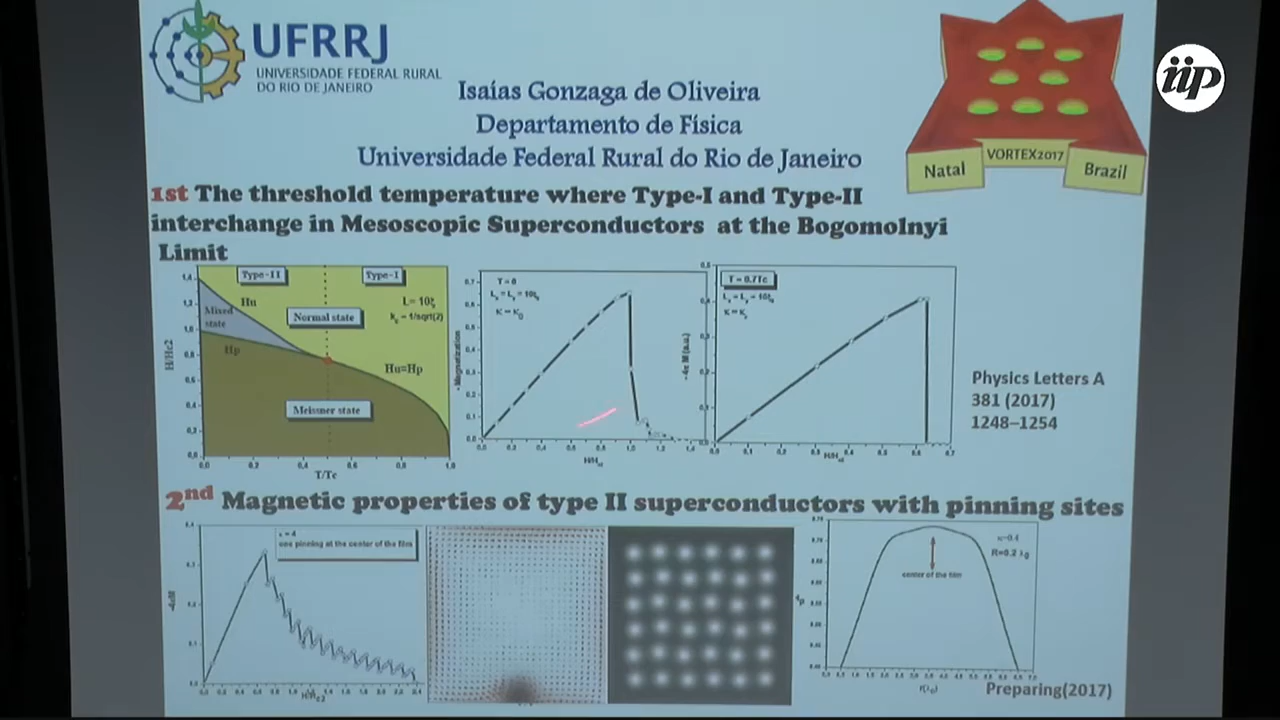 UFRRJ
UNIVERSIDADE FEDERAL RURAL
DO RIO DE JANEIRO
Isaías Gonzaga de Oliveira
Departamento de Física
Universidade Federal Rural do Rio de Janeiro
iip
Natal
VORTEX2017
Brazil
1st The threshold temperature where Type-I and Type-II
interchange in Mesoscopic Superconductors at the Bogomolnyi
Limit
Type-II
Type-I
Hu
Mixed
state
Normal state
Hp
Hu=Hp
Meissner state
H/Hc2
T/Tc
T = 0
Magnetization
T = 0.7Tc
Physics Letters A
381 (2017)
1248–1254
2nd Magnetic properties of type II superconductors with pinning sites
one pinning at the center of the film
center of the film
Preparing(2017)